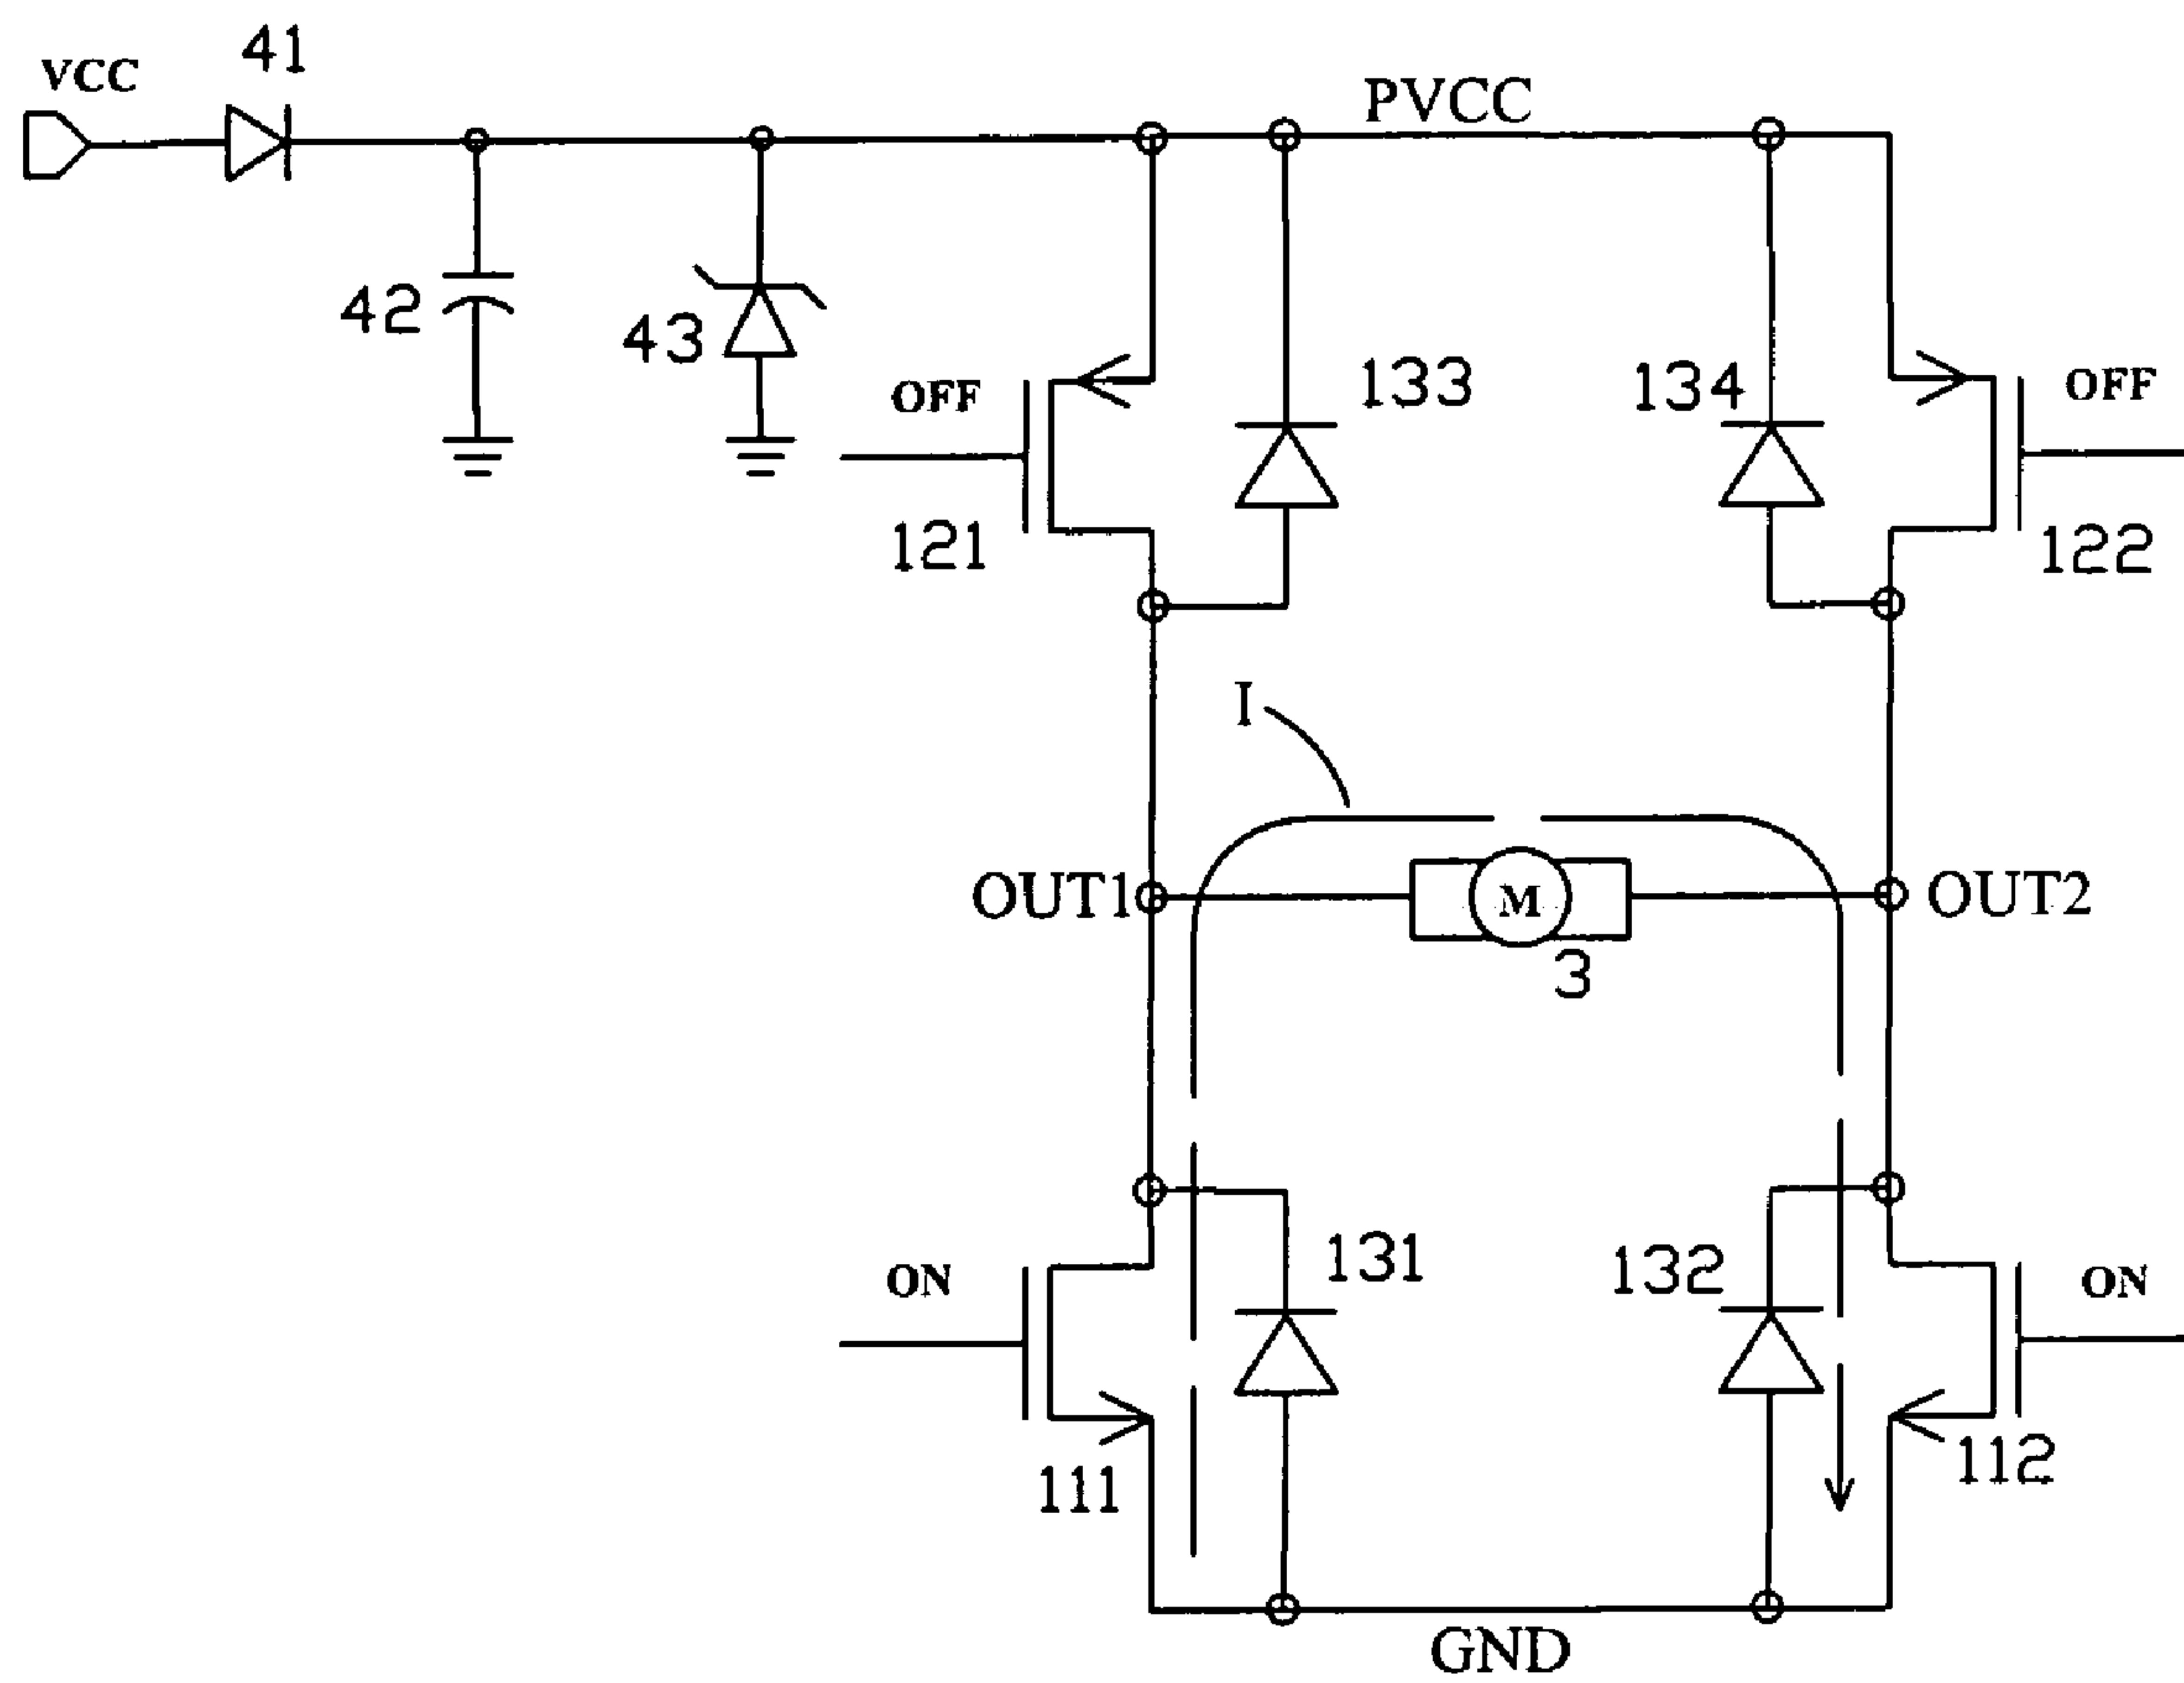 41
VCC
PVCC
42
43
OFF
133
134
OFF
121
122
I
OUT1
M
OUT2
3
ON
131
132
ON
111
112
GND